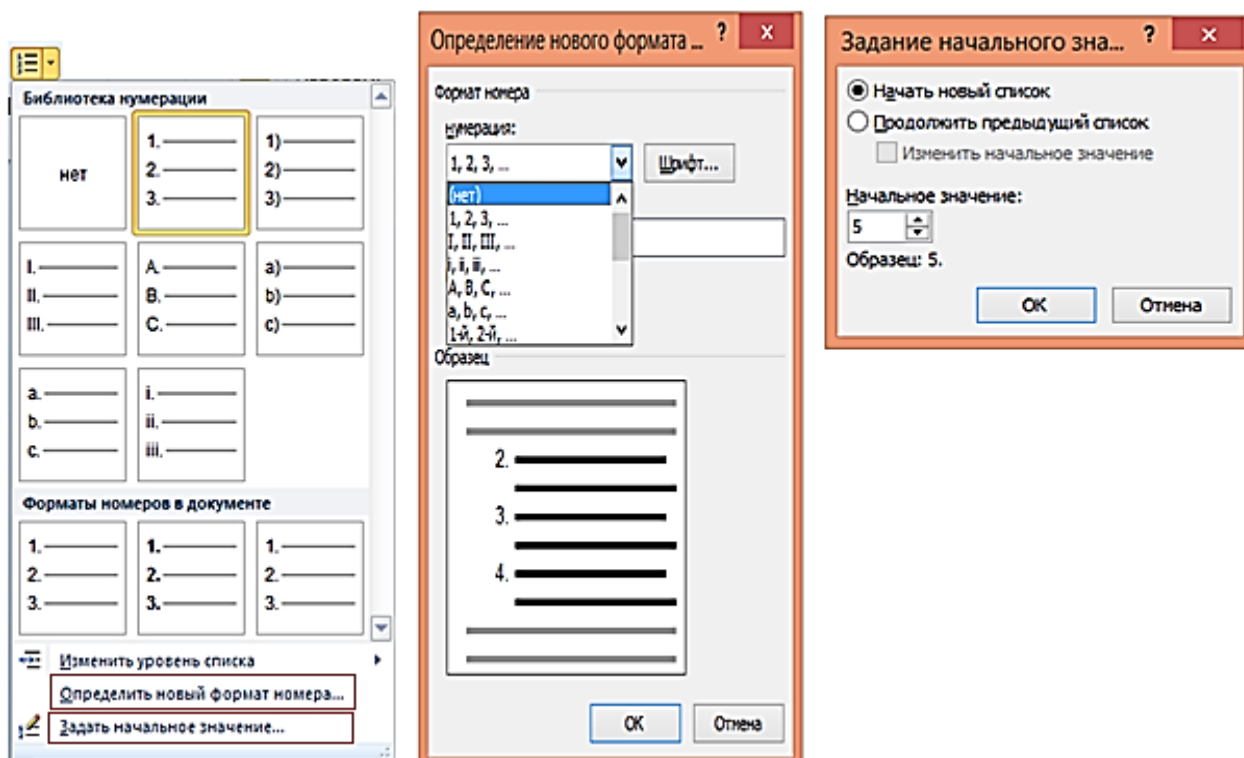 Библиотека нумерации
нет
1.
2.
3.
1)
2)
3)
I.
II.
III.
A.
B.
C.
a)
b)
c)
a.
b.
c.
i.
ii.
iii.
Форматы номеров в документе
1.
2.
3.
1.
2.
3.
1.
2.
3.
Изменить уровень списка
Определить новый формат номера...
Задать начальное значение...
Определение нового формата ... ? x
Формат номера
нумерация:
1, 2, 3, ...
Шрифт...
(нет)
1, 2, 3, ...
I, II, III, ...
i, ii, iii, ...
A, B, C, ...
a, b, c, ...
1-й, 2-й, ...
Образец
2.
3.
4.
ОК
Отмена
Задание начального зна... ? x
Начать новый список
Продолжить предыдущий список
Изменить начальное значение
Начальное значение:
5
Образец: 5.
ОК
Отмена